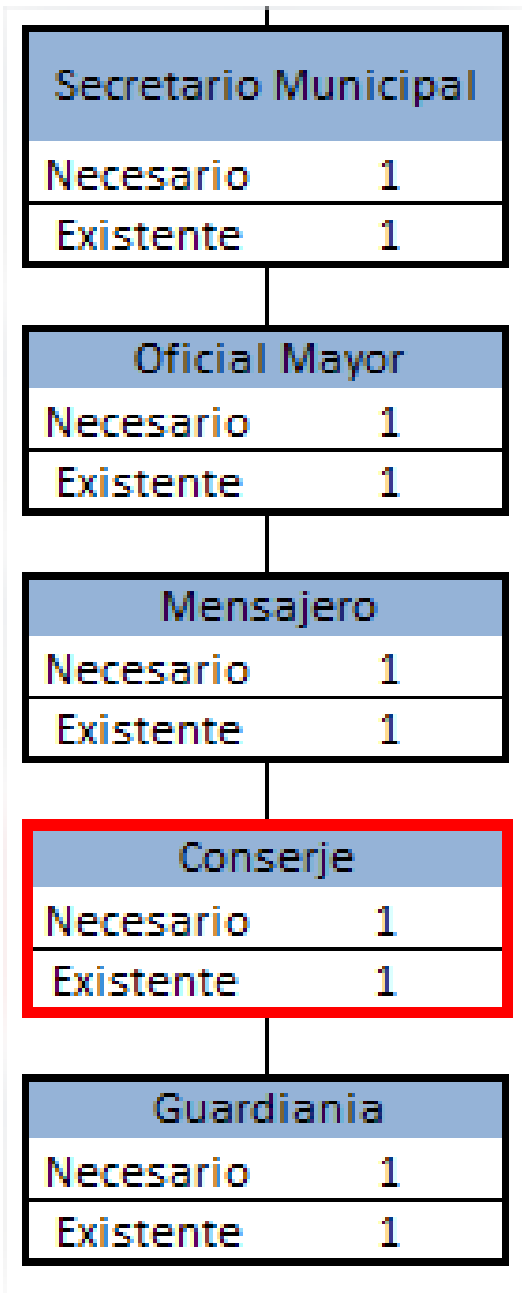 Secretario Municipal
Necesario 1
Existente 1
Oficial Mayor
Necesario 1
Existente 1
Mensajero
Necesario 1
Existente 1
Conserje
Necesario 1
Existente 1
Guardiania
Necesario 1
Existente 1